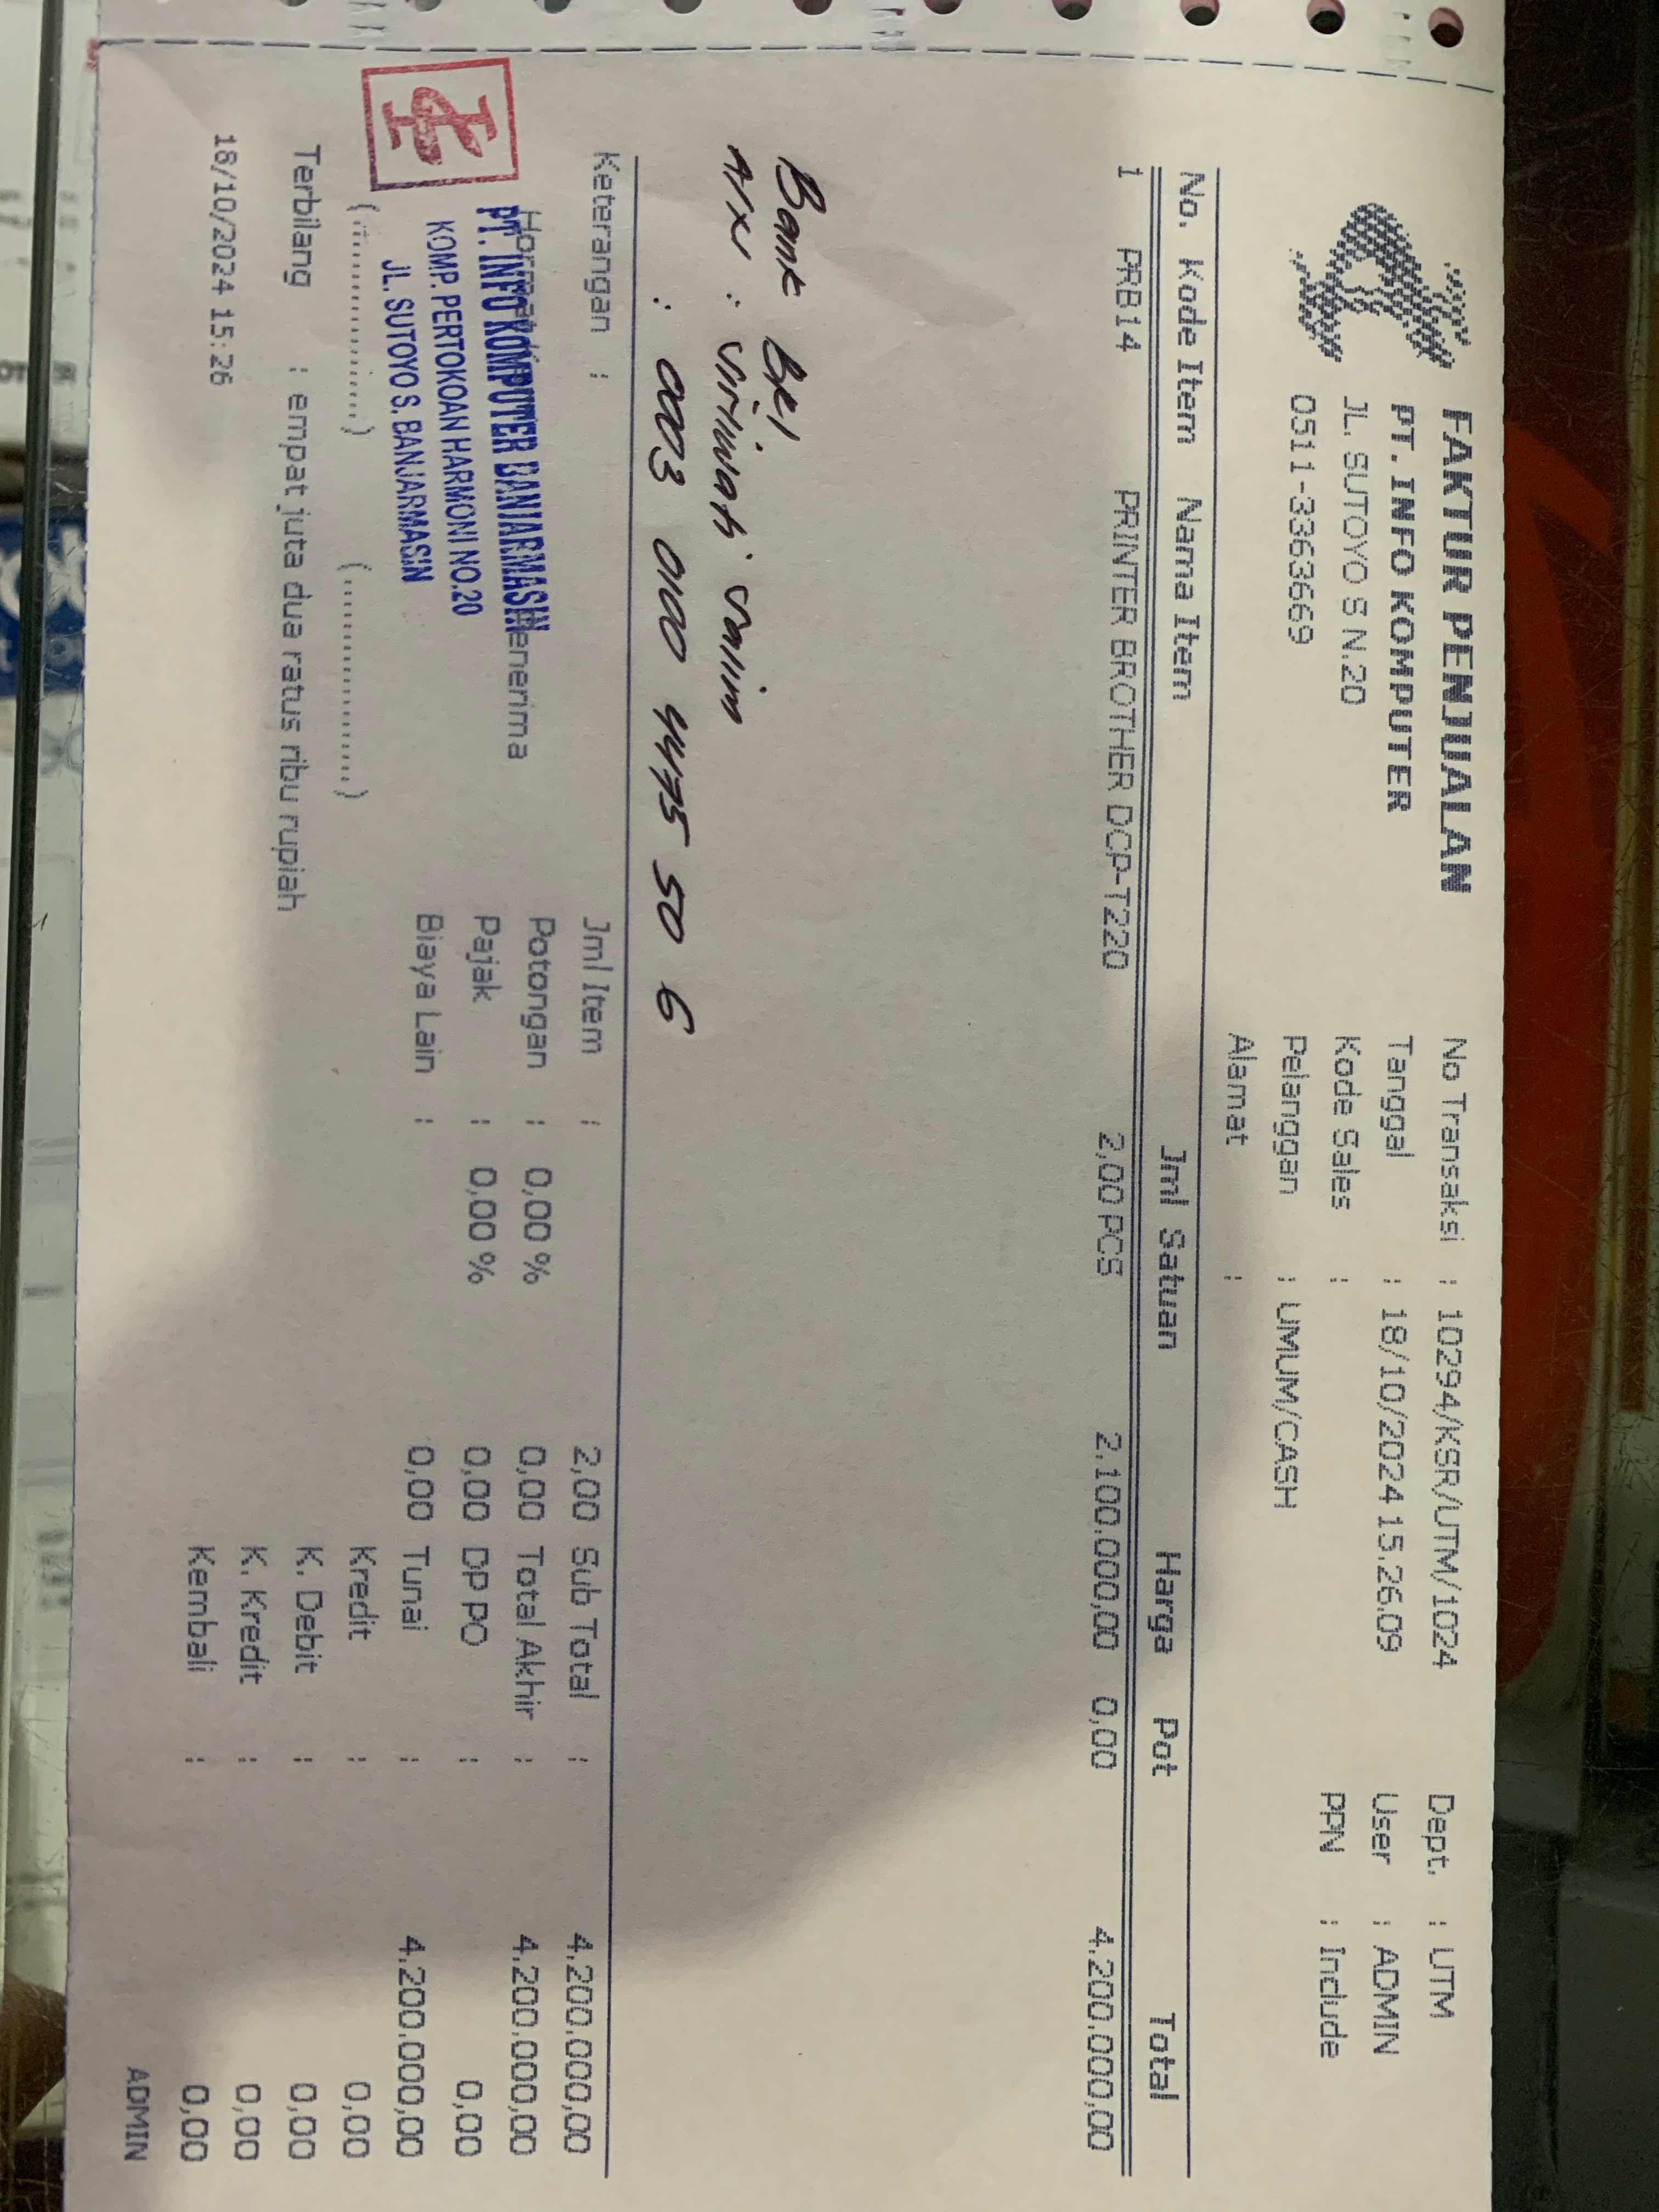 FAKTUR PENJUALAN
PT. INFO KOMPUTER
JL. SUTOYO S N.20
0511-3363669
No Transaksi : 10294/KSR/UTM/1024
Tanggal : 18/10/2024 15.26.09
Kode Sales :
Pelanggan : UMUM/CASH
Alamat :
Dept. : UTM
User : ADMIN
PPN : Include
No. Kode Item Nama Item Jml Satuan Harga Pot Total
1 PRB14 PRINTER BROTHER DCP-T220 2,00 PCS 2.100.000,00 0,00 4.200.000,00
Bank BRI
A/N :
: 0003 0100 4475 50 6
Keterangan :
Penerima
PT. INFO KOMPUTER BANJARMASIN
KOMP. PERTOKOAN HARMONI NO.20
JL. SUTOYO S. BANJARMASIN
(................) (................)
Terbilang : empat juta dua ratus ribu rupiah
18/10/2024 15:26
Jml Item : 2,00
Potongan : 0,00 % 0,00
Pajak : 0,00 % 0,00
Biaya Lain : 0,00
Sub Total : 4.200.000,00
Total Akhir : 4.200.000,00
DP PO : 0,00
Tunai : 4.200.000,00
Kredit : 0,00
K. Debit : 0,00
K. Kredit : 0,00
Kembali : 0,00
ADMIN